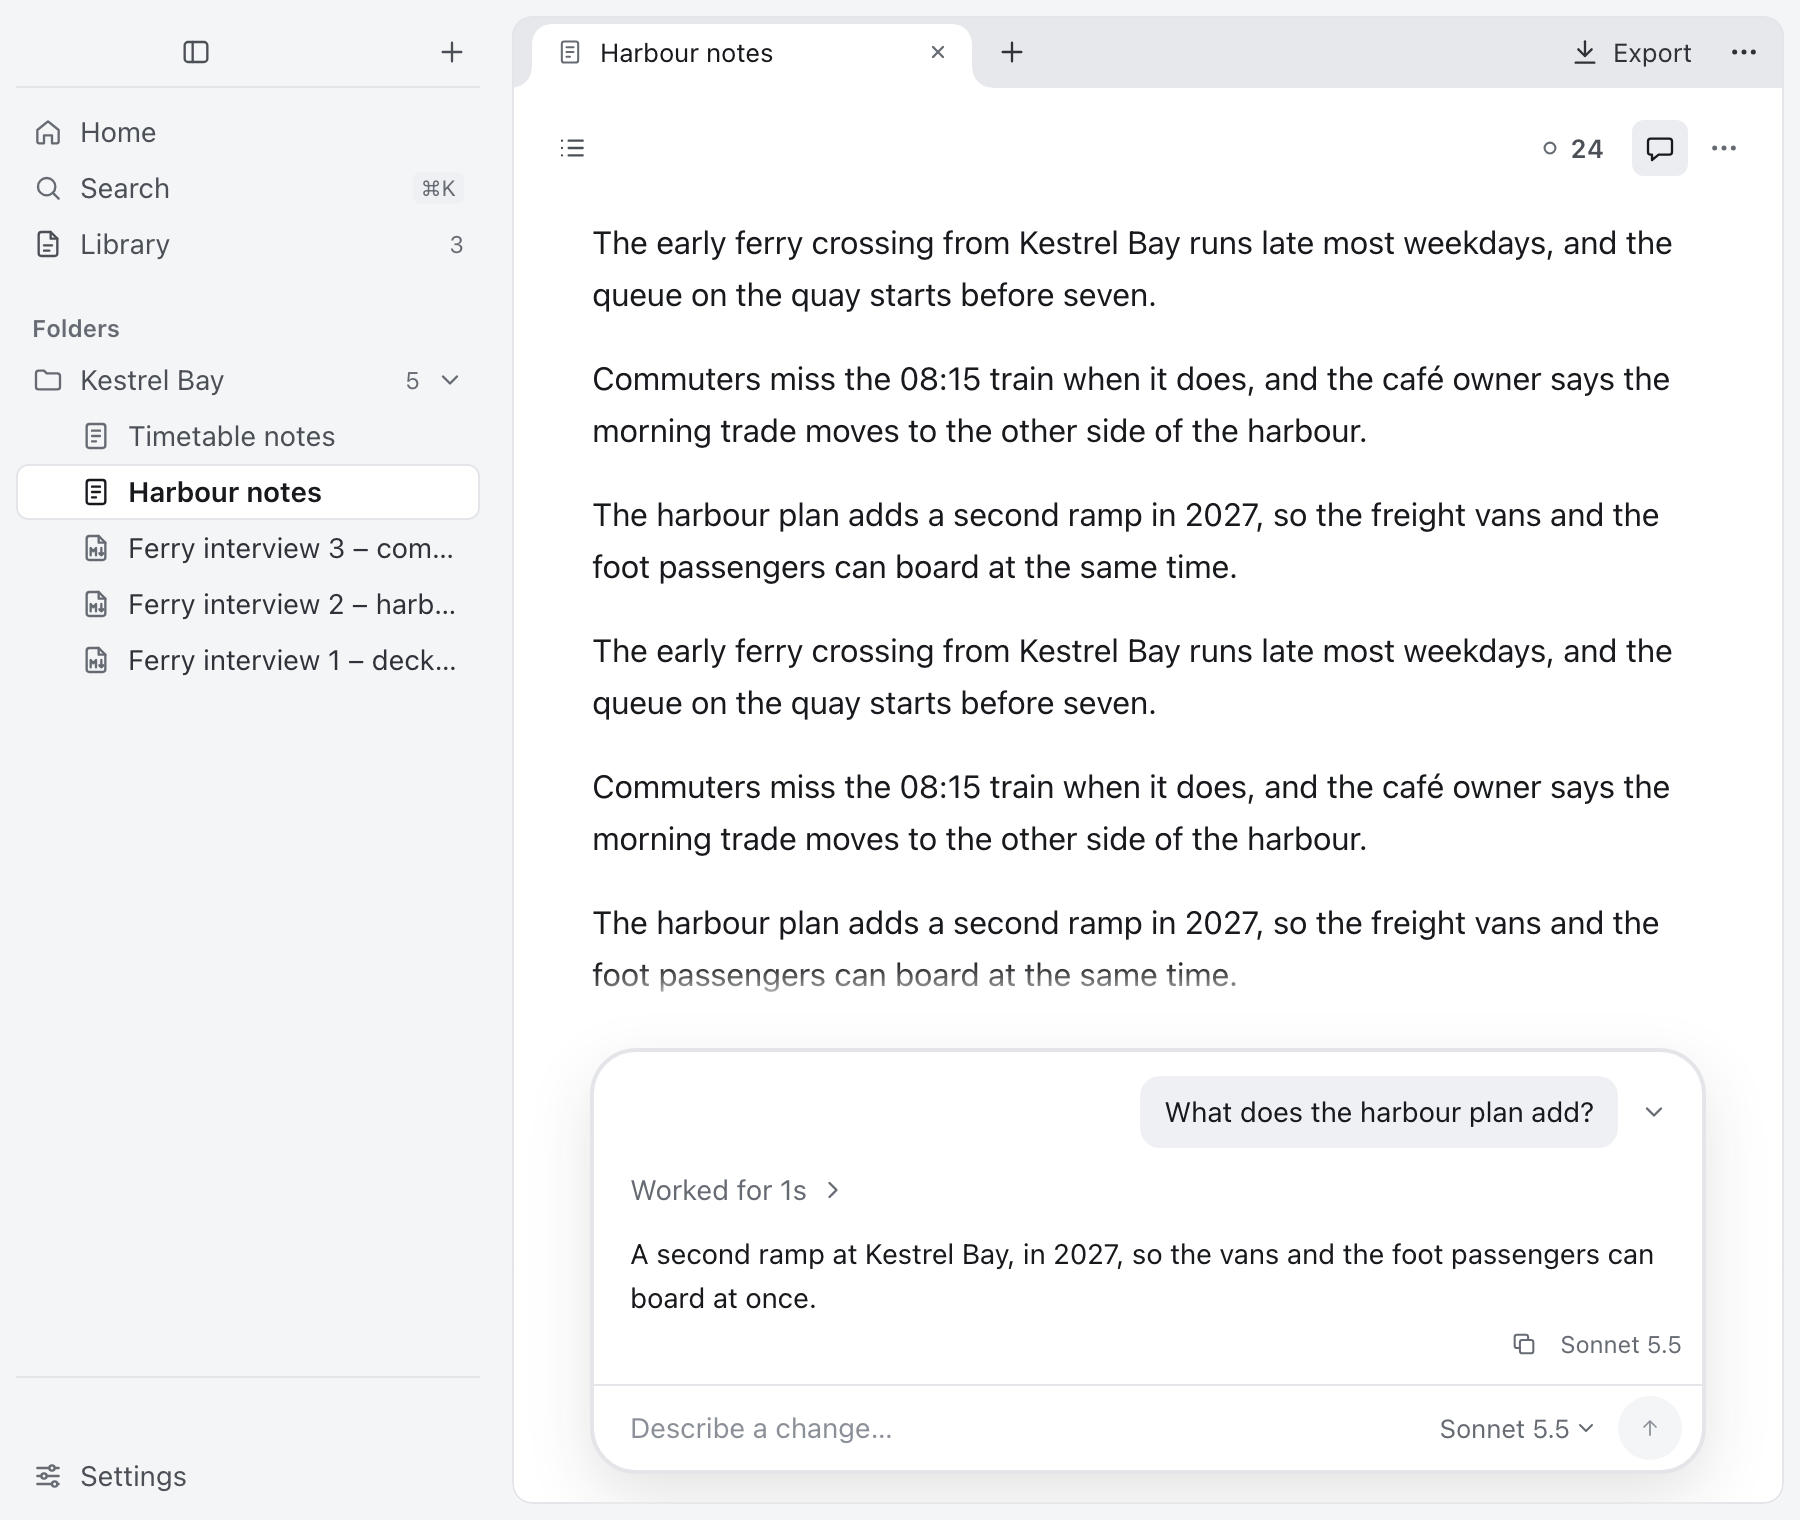 Home
Search ⌘K
Library 3
Folders
Kestrel Bay 5
Timetable notes
Harbour notes
Ferry interview 3 – com...
Ferry interview 2 – harb...
Ferry interview 1 – deck...
Settings
Harbour notes
Export
24
The early ferry crossing from Kestrel Bay runs late most weekdays, and the
queue on the quay starts before seven.
Commuters miss the 08:15 train when it does, and the café owner says the
morning trade moves to the other side of the harbour.
The harbour plan adds a second ramp in 2027, so the freight vans and the
foot passengers can board at the same time.
The early ferry crossing from Kestrel Bay runs late most weekdays, and the
queue on the quay starts before seven.
Commuters miss the 08:15 train when it does, and the café owner says the
morning trade moves to the other side of the harbour.
The harbour plan adds a second ramp in 2027, so the freight vans and the
foot passengers can board at the same time.
What does the harbour plan add?
Worked for 1s
A second ramp at Kestrel Bay, in 2027, so the vans and the foot passengers can
board at once.
Sonnet 5.5
Describe a change...
Sonnet 5.5